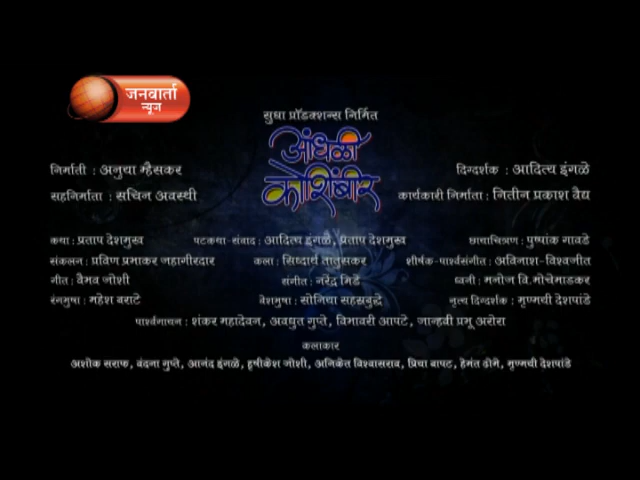 जनवार्ता
न्यूज
सुधा प्रॉडक्शन्स निर्मित
आंधळी
कोशिंबीर
निर्माती : अनुया म्हैसकर
दिग्दर्शक : आदित्य इंगळे
सहनिर्माता : सचिन अवस्थी
कार्यकारी निर्माता : नितीन प्रकाश वैद्य
कथा : प्रताप देशमुख पटकथा-संवाद : आदित्य इंगळे, प्रताप देशमुख छायाचित्रण : पुष्पांक गावडे
संकलन : प्रविण प्रभाकर जहागीरदार कला : सिध्दार्थ तातुसकर शीर्षक-पार्श्वसंगीत : अविनाश-विश्वजीत
गीत : वैभव जोशी संगीत : नरेंद्र भिडे ध्वनी : मनोज वि. मोचेमाडकर
रंगभुषा : महेश बराटे वेशभुषा : सोनिया सहस्त्रबुद्धे नृत्य दिग्दर्शक : मृण्मयी देशपांडे
पार्श्वगायन : शंकर महादेवन, अवधुत गुप्ते, विभावरी आपटे, जान्हवी प्रभू अरोरा
कलाकार
अशोक सराफ, वंदना गुप्ते, आनंद इंगळे, हृषीकेश जोशी, अनिकेत विश्वासराव, प्रिया बापट, हेमंत ढोमे, मृण्मयी देशपांडे